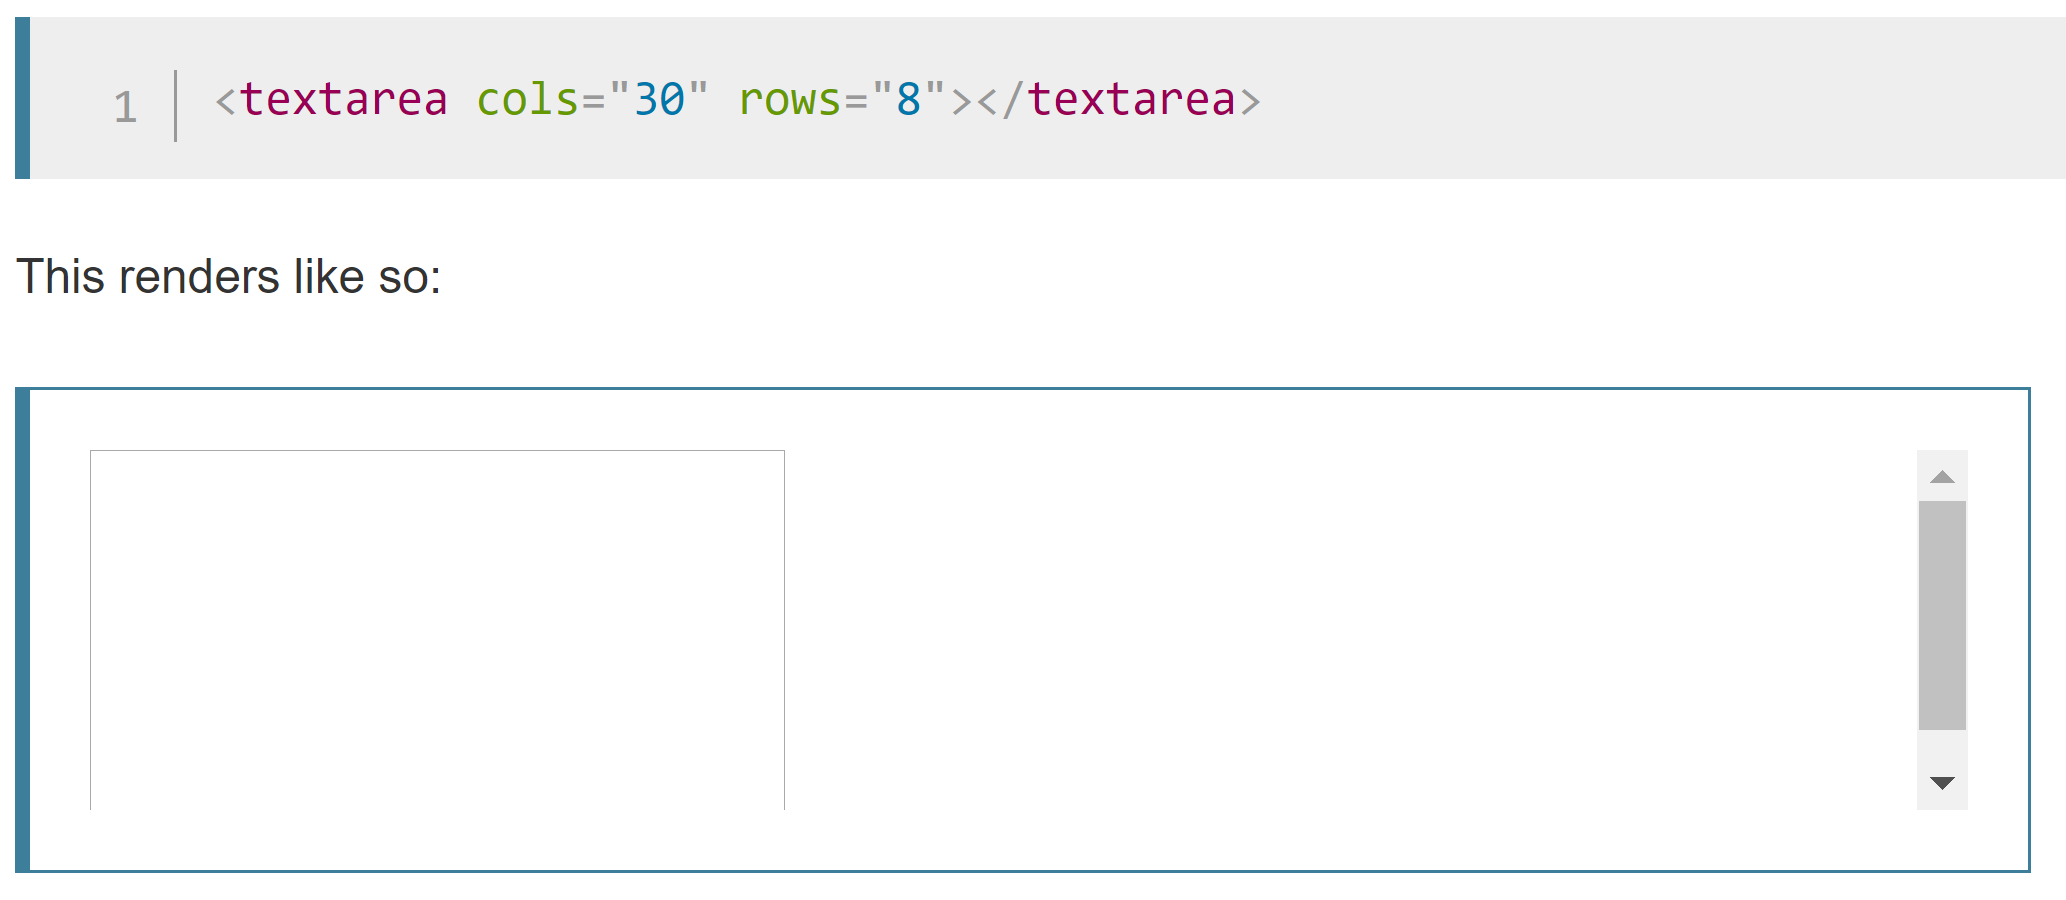 1 <textarea cols="30" rows="8"></textarea>
This renders like so: